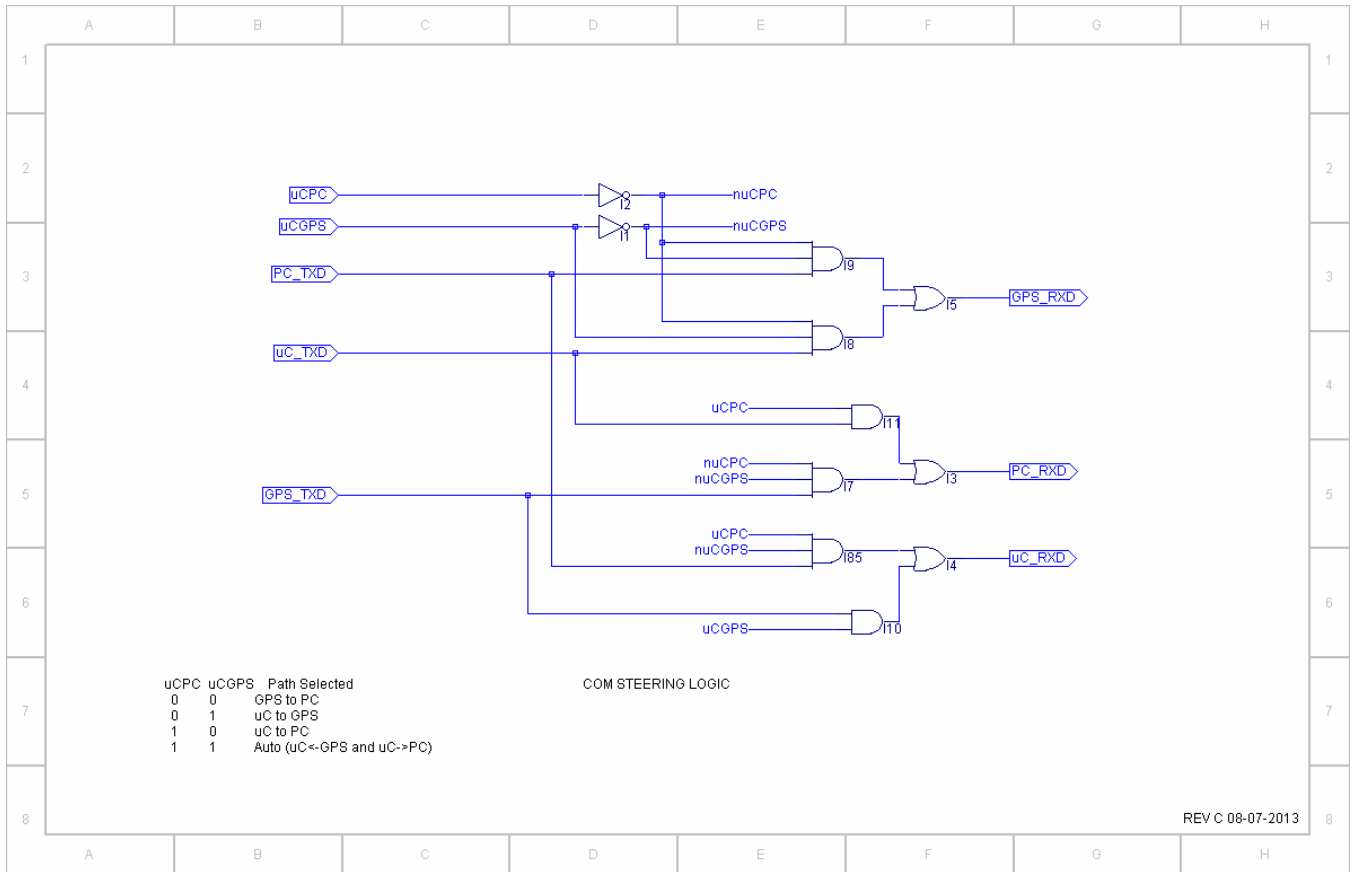 A B C D E F G H
1 1
2 2
uCPC I2 nuCPC
uCGPS I1 nuCGPS
PC_TXD I9
3 3
GPS_RXD
I5
uC_TXD I8
4 4
uCPC
I11
nuCPC
nuCGPS I7 I3 PC_RXD
GPS_TXD
5 5
uCPC
nuCGPS I85 I4 uC_RXD
6 6
uCGPS I10
uCPC uCGPS Path Selected COM STEERING LOGIC
0 0 GPS to PC
0 1 uC to GPS
7 7
1 0 uC to PC
1 1 Auto (uC<-GPS and uC->PC)
8 REV C 08-07-2013 8
A B C D E F G H